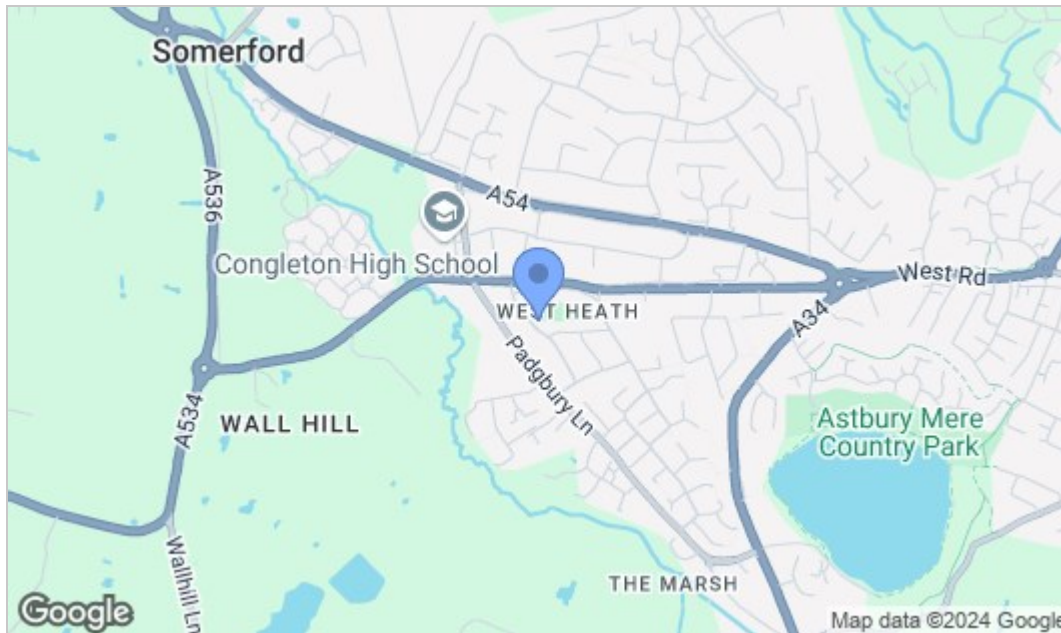 Somerford
A536
A54
Congleton High School
West Rd
WEST HEATH
A34
Padgbury Ln
A534
WALL HILL
Astbury Mere
Country Park
Wallhill Ln
THE MARSH
Google
Map data ©2024 Google